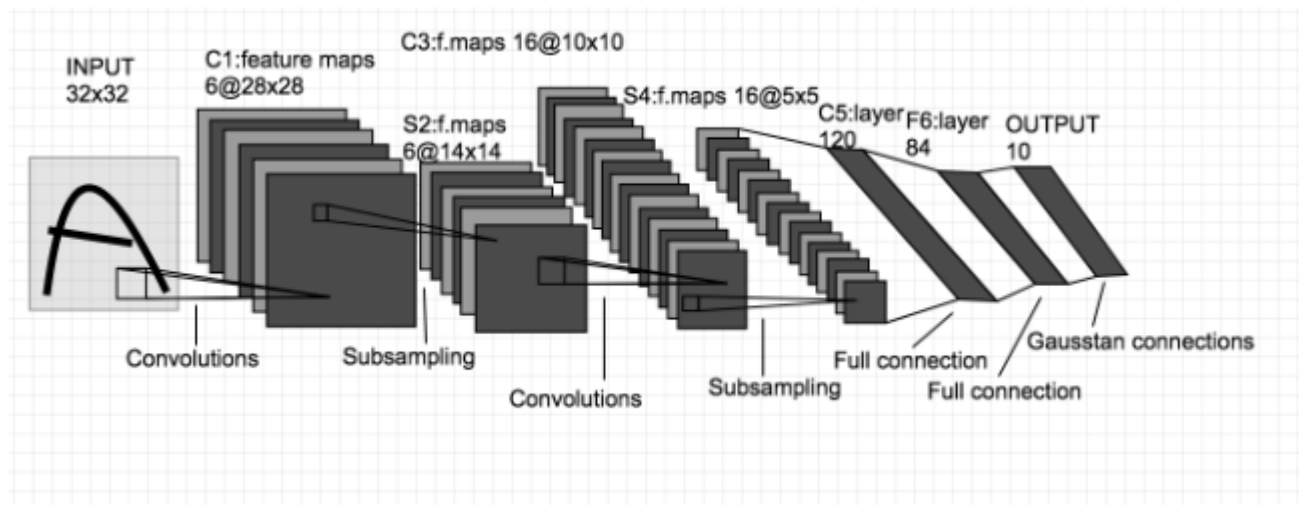 INPUT
32x32
C1:feature maps
6@28x28
C3:f.maps 16@10x10
S2:f.maps
6@14x14
S4:f.maps 16@5x5
C5:layer
120
F6:layer
84
OUTPUT
10
Convolutions
Subsampling
Convolutions
Subsampling
Full connection
Full connection
Gausstan connections